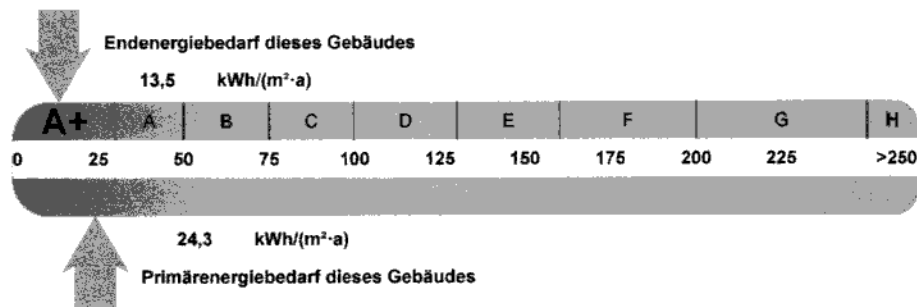 Endenergiebedarf dieses Gebäudes
13,5 kWh/(m²·a)
A+ A B C D E F G H
0 25 50 75 100 125 150 175 200 225 >250
24,3 kWh/(m²·a)
Primärenergiebedarf dieses Gebäudes